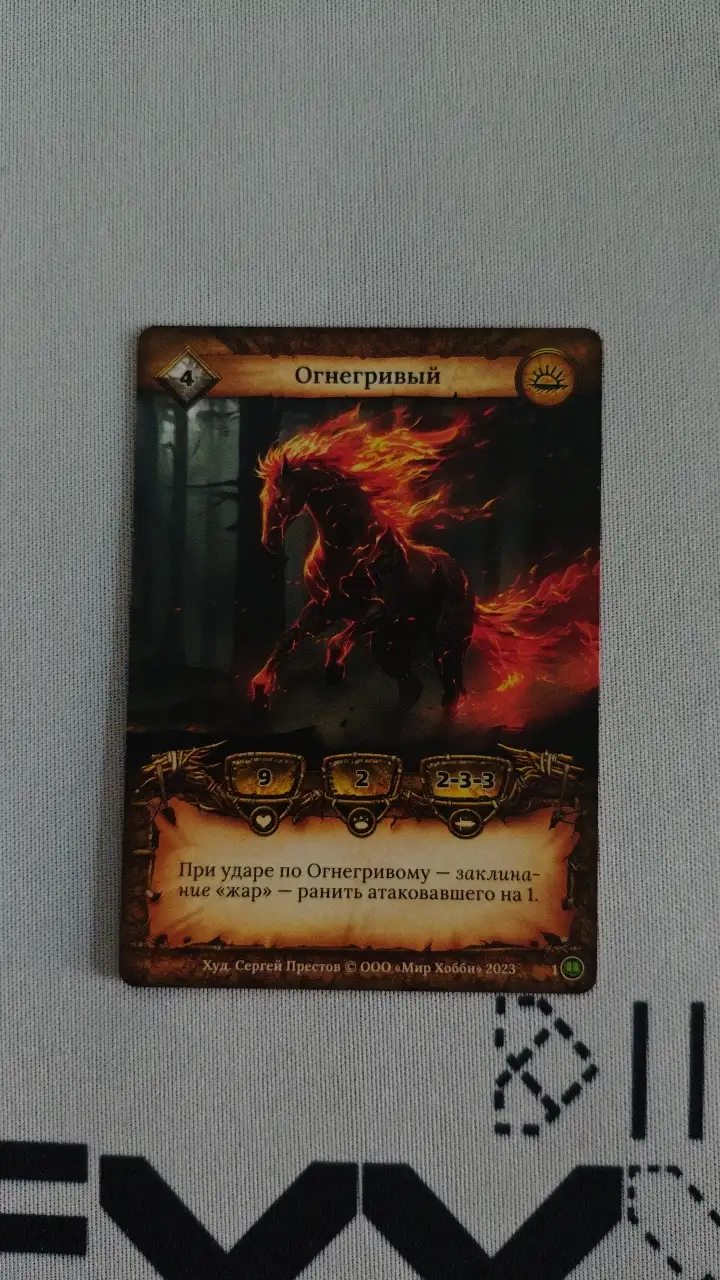 4
Огнегривый
9
2
2-3-3
При ударе по Огнегривому — заклина-
ние «жар» — ранить атаковавшего на 1.
Худ. Сергей Престов © ООО «Мир Хобби» 2023
1